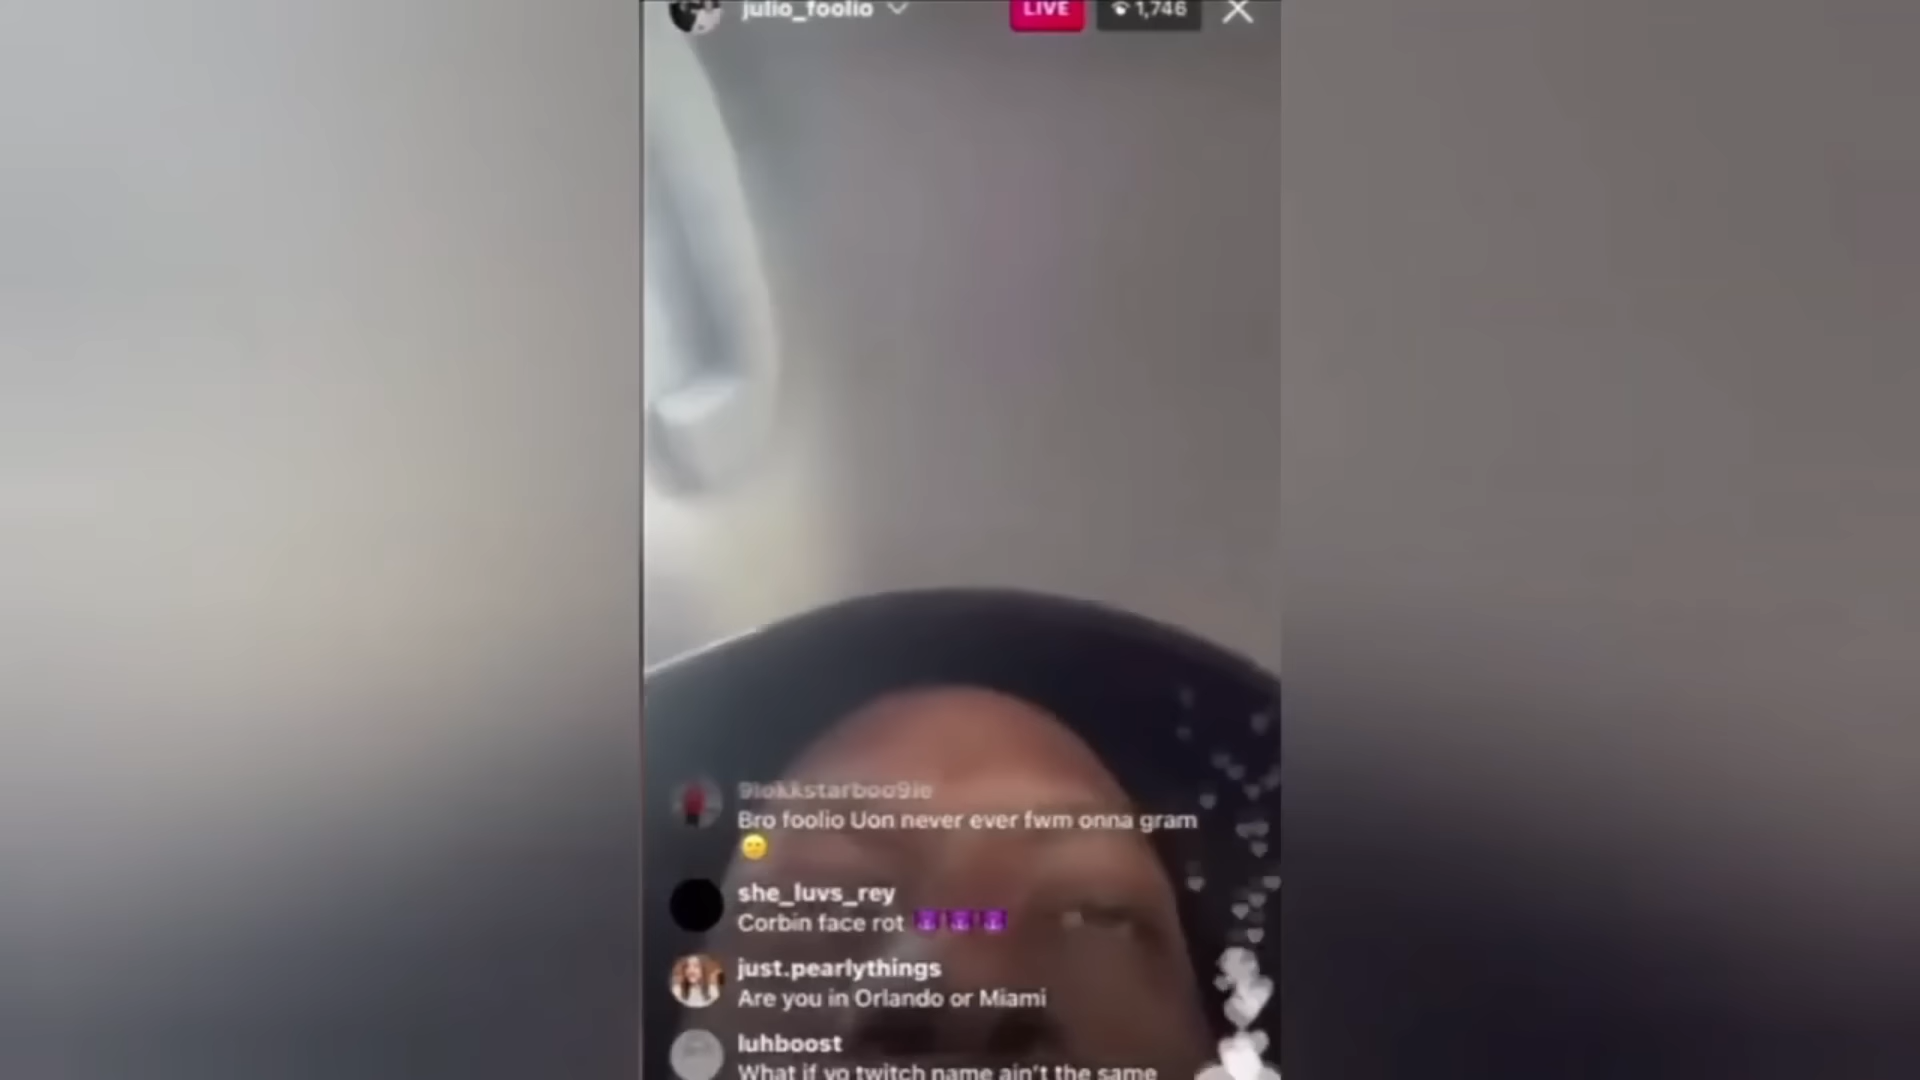 julio_foolio
LIVE
1,746
9lokkstarboo9ie
Bro foolio Uon never ever fwm onna gram
she_luvs_rey
Corbin face rot
just.pearlythings
Are you in Orlando or Miami
luhboost
What if yo twitch name ain't the same